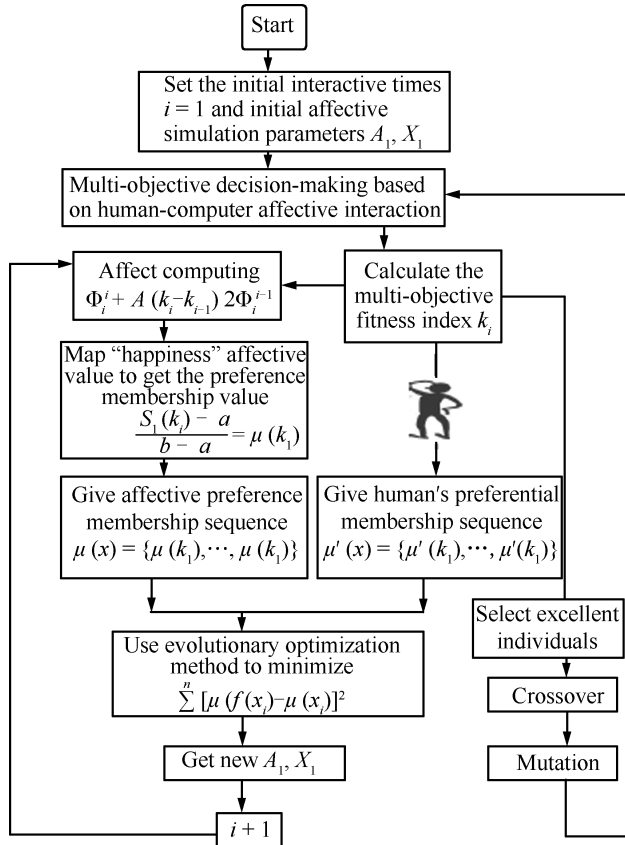 Start
Set the initial interactive times
i = 1 and initial affective
simulation parameters A₁, X₁
Multi-objective decision-making based
on human-computer affective interaction
Affect computing
Φᵢⁱ + A (kᵢ–kᵢ₋₁) 2Φᵢⁱ⁻¹
Calculate the
multi-objective
fitness index kᵢ
Map “happiness” affective
value to get the preference
membership value
S₁(kᵢ) – a
b – a
= μ (k₁)
Give affective preference
membership sequence
μ (x) = {μ (k₁),⋯, μ (k₁)}
Give human's preferential
membership sequence
μ′ (x) = {μ′ (k₁),⋯, μ′(k₁)}
Use evolutionary optimization
method to minimize
n
∑ [μ (f (xᵢ)–μ (xᵢ)]²
Get new A₁, X₁
i + 1
Select excellent
individuals
Crossover
Mutation